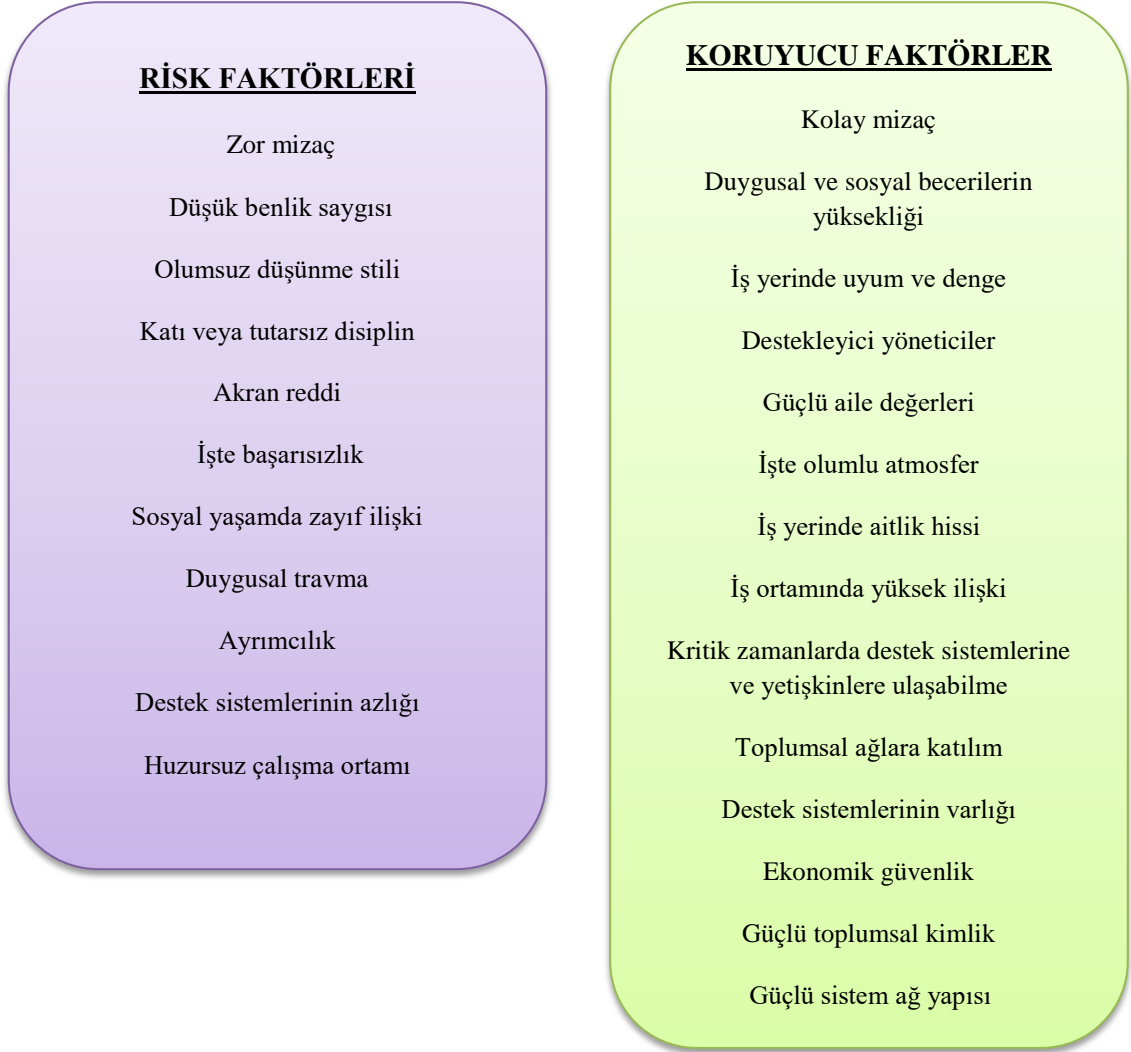 RİSK FAKTÖRLERİ
Zor mizaç
Düşük benlik saygısı
Olumsuz düşünme stili
Katı veya tutarsız disiplin
Akran reddi
İşte başarısızlık
Sosyal yaşamda zayıf ilişki
Duygusal travma
Ayrımcılık
Destek sistemlerinin azlığı
Huzursuz çalışma ortamı
KORUYUCU FAKTÖRLER
Kolay mizaç
Duygusal ve sosyal becerilerin
yüksekliği
İş yerinde uyum ve denge
Destekleyici yöneticiler
Güçlü aile değerleri
İşte olumlu atmosfer
İş yerinde aitlik hissi
İş ortamında yüksek ilişki
Kritik zamanlarda destek sistemlerine
ve yetişkinlere ulaşabilme
Toplumsal ağlara katılım
Destek sistemlerinin varlığı
Ekonomik güvenlik
Güçlü toplumsal kimlik
Güçlü sistem ağ yapısı